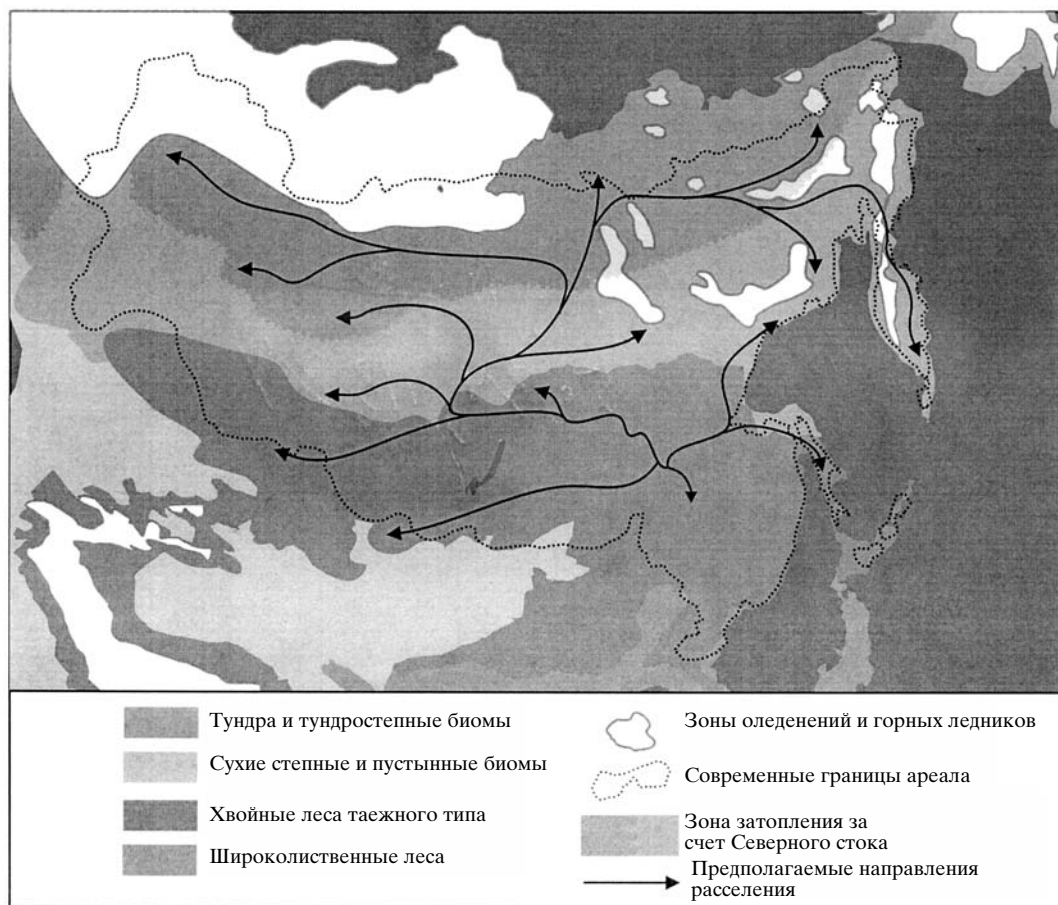 Тундра и тундростепные биомы
Сухие степные и пустынные биомы
Хвойные леса таежного типа
Широколиственные леса
Зоны оледенений и горных ледников
Современные границы ареала
Зона затопления за
счет Северного стока
Предполагаемые направления
расселения